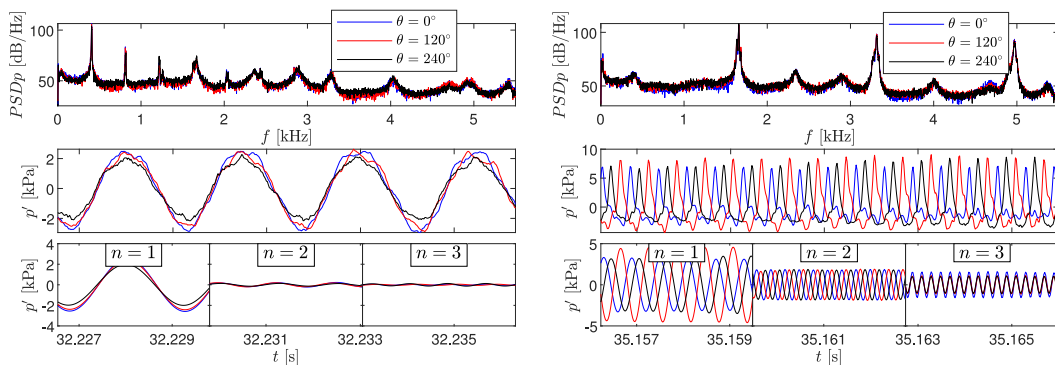 PSDp [dB/Hz]
100
50
θ = 0°
θ = 120°
θ = 240°
0 1 2 3 4 5
f [kHz]
p′ [kPa]
2
0
-2
p′ [kPa]
4
2
0
-2
-4
n = 1 n = 2 n = 3
32.227 32.229 32.231 32.233 32.235
t [s]
PSDp [dB/Hz]
100
50
θ = 0°
θ = 120°
θ = 240°
0 1 2 3 4 5
f [kHz]
p′ [kPa]
10
5
0
p′ [kPa]
5
0
-5
n = 1 n = 2 n = 3
35.157 35.159 35.161 35.163 35.165
t [s]